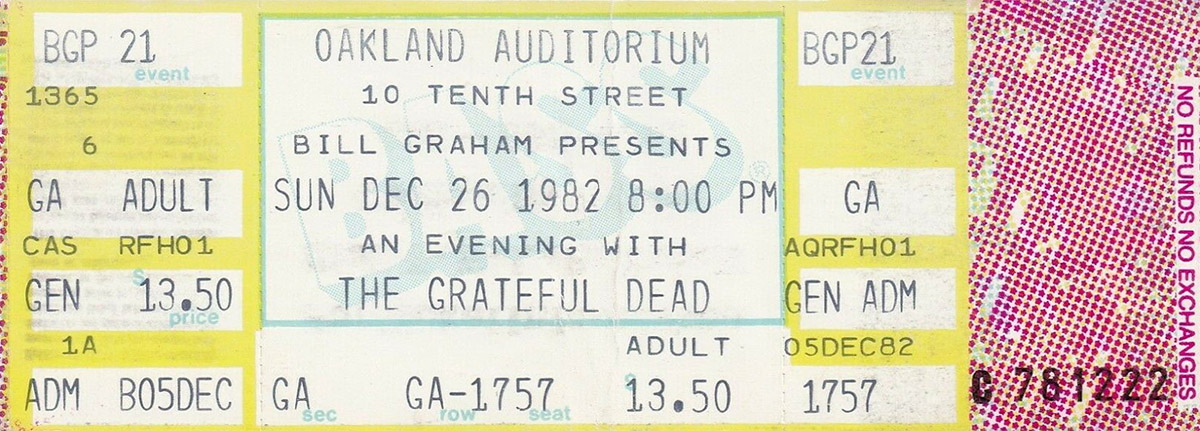 BGP 21
event
1365
6
GA ADULT
CAS RFH01
GEN $ 13.50
price
1A
ADM B05DEC
BASS ®
OAKLAND AUDITORIUM
10 TENTH STREET
BILL GRAHAM PRESENTS
SUN DEC 26 1982 8:00 PM
AN EVENING WITH
THE GRATEFUL DEAD
ADULT
GA GA-1757 $ 13.50
sec row seat
BGP21
event
GA
AQRFH01
GEN ADM
05DEC82
1757
C 781222
NO REFUNDS NO EXCHANGES